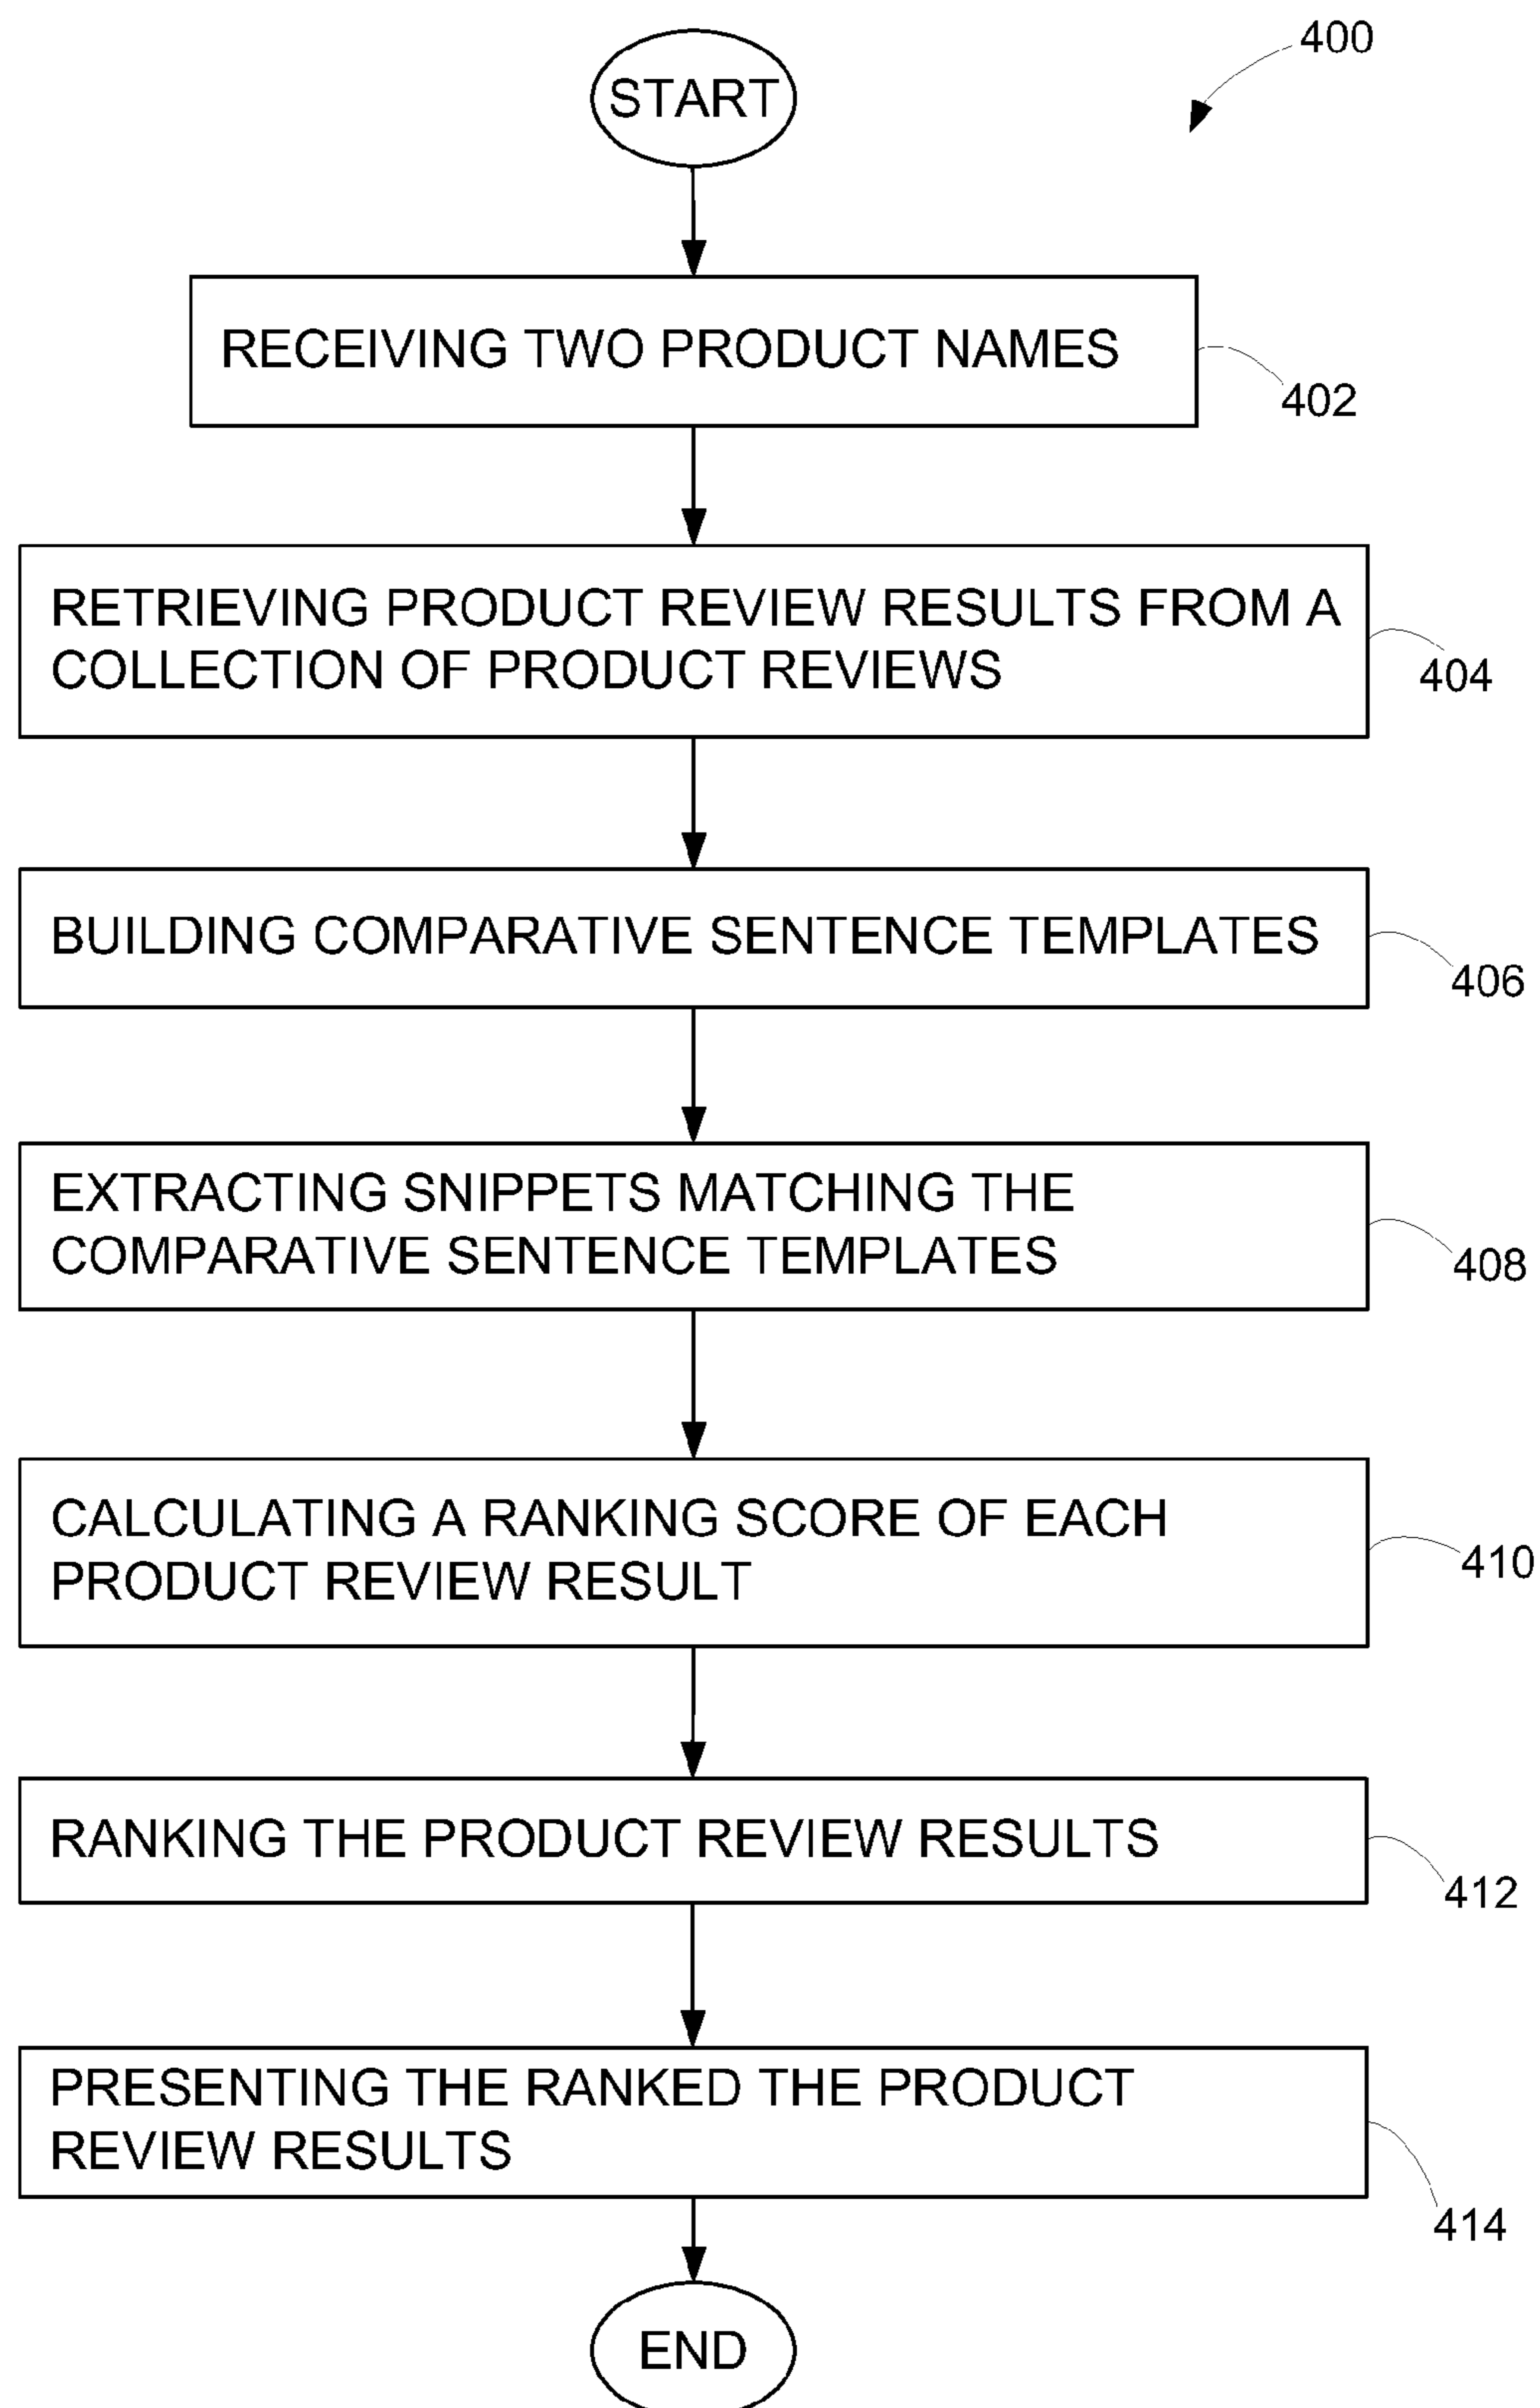 400
START
RECEIVING TWO PRODUCT NAMES
402
RETRIEVING PRODUCT REVIEW RESULTS FROM A
COLLECTION OF PRODUCT REVIEWS
404
BUILDING COMPARATIVE SENTENCE TEMPLATES
406
EXTRACTING SNIPPETS MATCHING THE
COMPARATIVE SENTENCE TEMPLATES
408
CALCULATING A RANKING SCORE OF EACH
PRODUCT REVIEW RESULT
410
RANKING THE PRODUCT REVIEW RESULTS
412
PRESENTING THE RANKED THE PRODUCT
REVIEW RESULTS
414
END